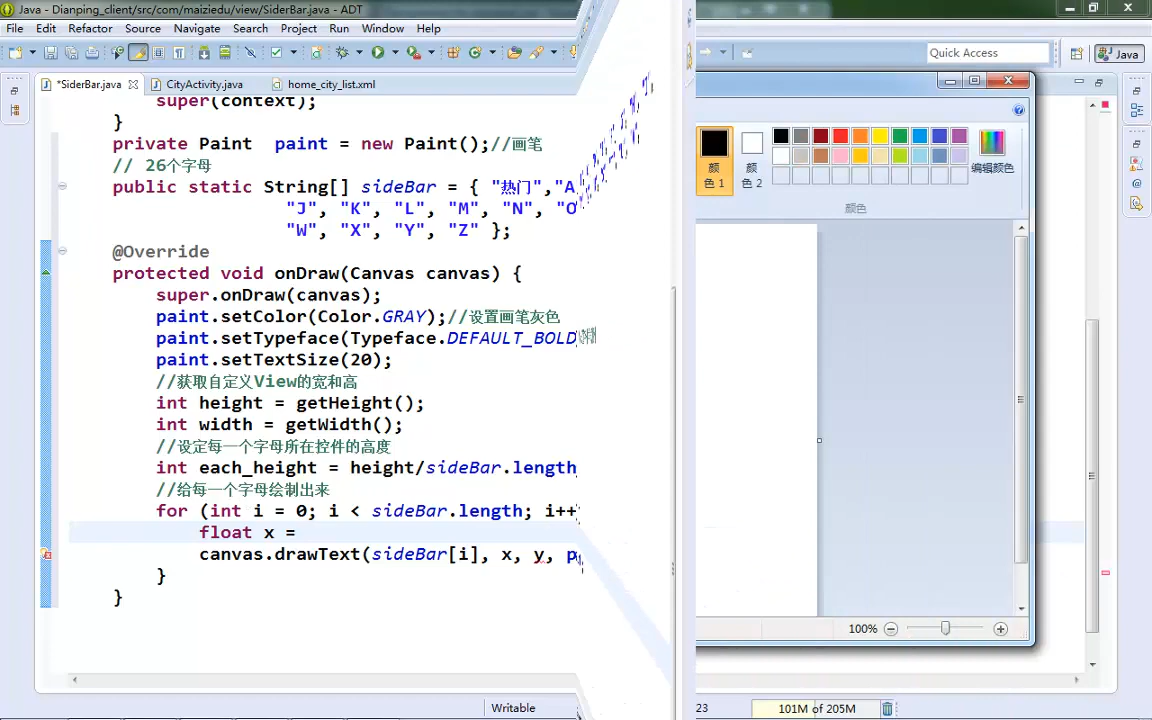 Java - Dianping_client/src/com/maiziedu/view/SiderBar.java - ADT
File Edit Refactor Source Navigate Search Project Run Window Help
Quick Access
Java
*SiderBar.java
CityActivity.java
home_city_list.xml
super(context);
}
private Paint paint = new Paint();//画笔
// 26个字母
public static String[] sideBar = { "热门","A
"J", "K", "L", "M", "N", "O
"W", "X", "Y", "Z" };
@Override
protected void onDraw(Canvas canvas) {
super.onDraw(canvas);
paint.setColor(Color.GRAY);//设置画笔灰色
paint.setTypeface(Typeface.DEFAULT_BOLD
paint.setTextSize(20);
//获取自定义View的宽和高
int height = getHeight();
int width = getWidth();
//设定每一个字母所在控件的高度
int each_height = height/sideBar.length
//给每一个字母绘制出来
for (int i = 0; i < sideBar.length; i++
float x =
canvas.drawText(sideBar[i], x, y, p
}
}
颜
色 1
颜
色 2
编辑颜色
颜色
100%
Writable
23
101M of 205M